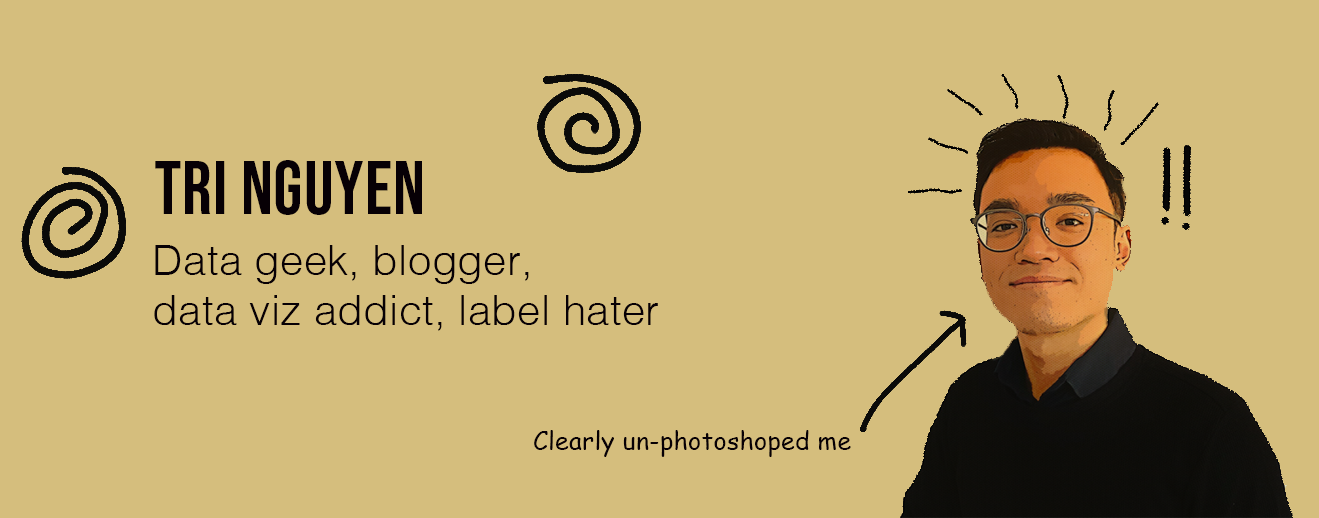 TRI NGUYEN
Data geek, blogger,
data viz addict, label hater
Clearly un-photoshoped me
!!